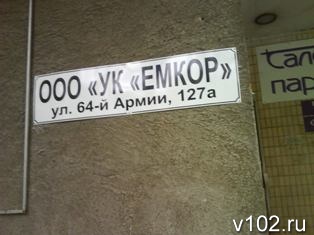 ООО «УК «ЕМКОР»
ул. 64-й Армии, 127а
v102.ru